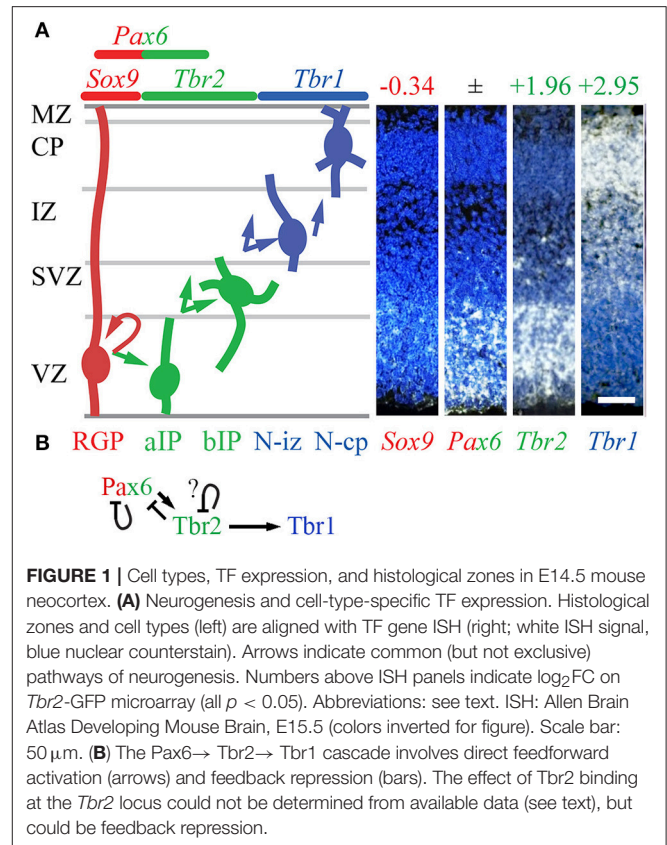 A
Pax6
Sox9 Tbr2 Tbr1 -0.34 ± +1.96 +2.95
MZ
CP
IZ
SVZ
VZ
RGP aIP bIP N-iz N-cp Sox9 Pax6 Tbr2 Tbr1
B
Pax6 ?
Tbr2 Tbr1
FIGURE 1 | Cell types, TF expression, and histological zones in E14.5 mouse
neocortex. (A) Neurogenesis and cell-type-specific TF expression. Histological
zones and cell types (left) are aligned with TF gene ISH (right; white ISH signal,
blue nuclear counterstain). Arrows indicate common (but not exclusive)
pathways of neurogenesis. Numbers above ISH panels indicate log₂FC on
Tbr2-GFP microarray (all p < 0.05). Abbreviations: see text. ISH: Allen Brain
Atlas Developing Mouse Brain, E15.5 (colors inverted for figure). Scale bar:
50 μm. (B) The Pax6→ Tbr2→ Tbr1 cascade involves direct feedforward
activation (arrows) and feedback repression (bars). The effect of Tbr2 binding
at the Tbr2 locus could not be determined from available data (see text), but
could be feedback repression.